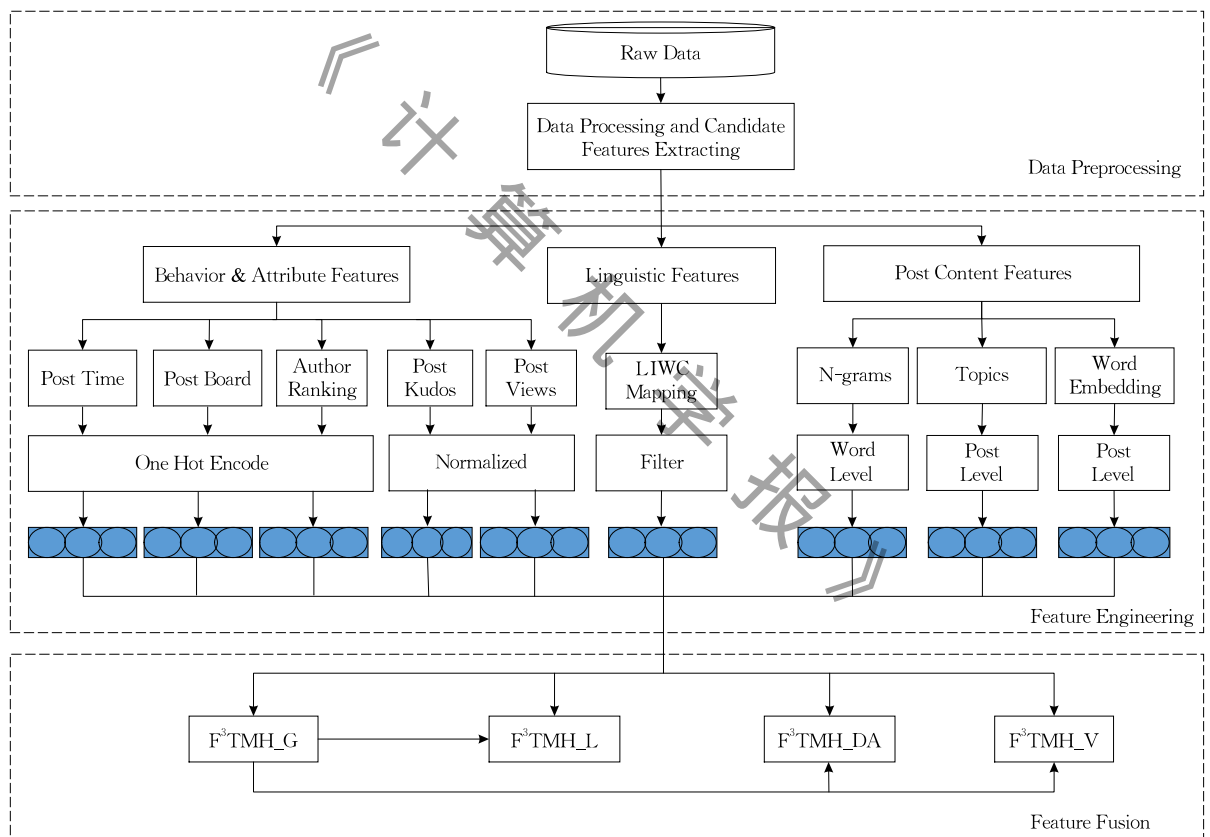 Raw Data
Data Processing and Candidate
Features Extracting
Data Preprocessing
《计算机学报》
Behavior & Attribute Features
Linguistic Features
Post Content Features
Post Time
Post Board
Author
Ranking
Post
Kudos
Post
Views
LIWC
Mapping
N-grams
Topics
Word
Embedding
One Hot Encode
Normalized
Filter
Word
Level
Post
Level
Post
Level
Feature Engineering
F³TMH_G
F³TMH_L
F³TMH_DA
F³TMH_V
Feature Fusion